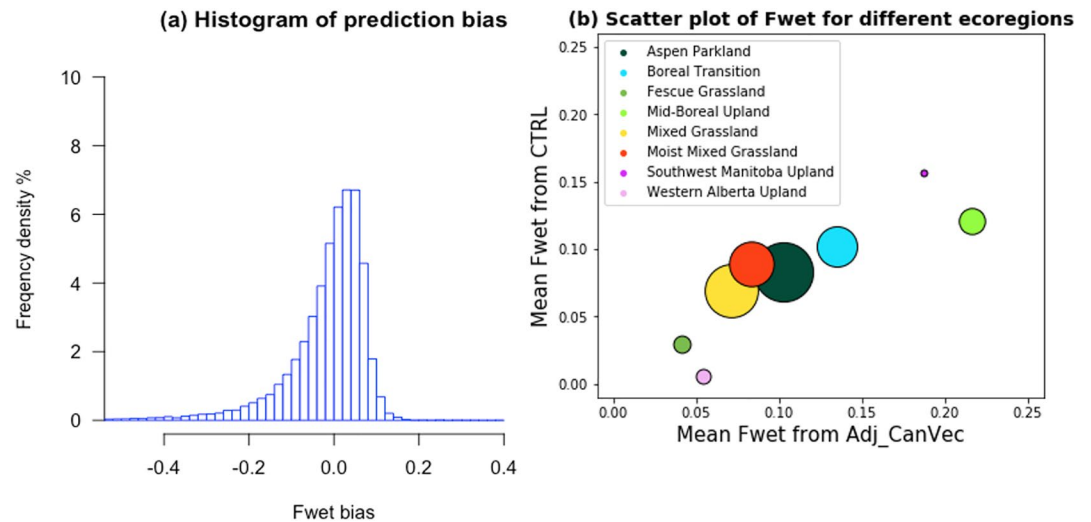 (a) Histogram of prediction bias
Freqency density %
10
8
6
4
2
0
-0.4 -0.2 0.0 0.2 0.4
Fwet bias
(b) Scatter plot of Fwet for different ecoregions
Mean Fwet from CTRL
0.25
0.20
0.15
0.10
0.05
0.00
Aspen Parkland
Boreal Transition
Fescue Grassland
Mid-Boreal Upland
Mixed Grassland
Moist Mixed Grassland
Southwest Manitoba Upland
Western Alberta Upland
0.00 0.05 0.10 0.15 0.20 0.25
Mean Fwet from Adj_CanVec